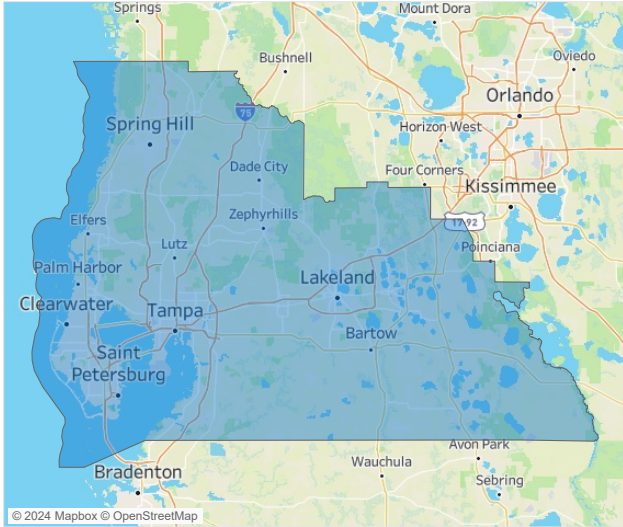 Springs
Mount Dora
Bushnell
Oviedo
Orlando
75
Spring Hill
Horizon West
Dade City
Four Corners
Kissimmee
Elfers
Zephyrhills
17-92
Lutz
Poinciana
Palm Harbor
Lakeland
Clearwater
Tampa
Bartow
Saint
Petersburg
Avon Park
Bradenton
Wauchula
Sebring
© 2024 Mapbox © OpenStreetMap